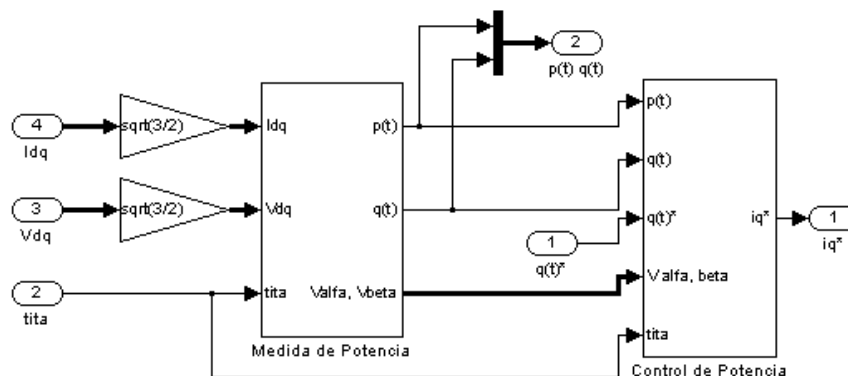 2
p(t) q(t)
4
Idq
sqrt(3/2)
Idq
p(t)
p(t)
q(t)
3
Vdq
sqrt(3/2)
Vdq
q(t)
q(t)*
iq*
1
iq*
1
q(t)*
2
tita
tita
Valfa, Vbeta
Valfa, beta
tita
Medida de Potencia
Control de Potencia